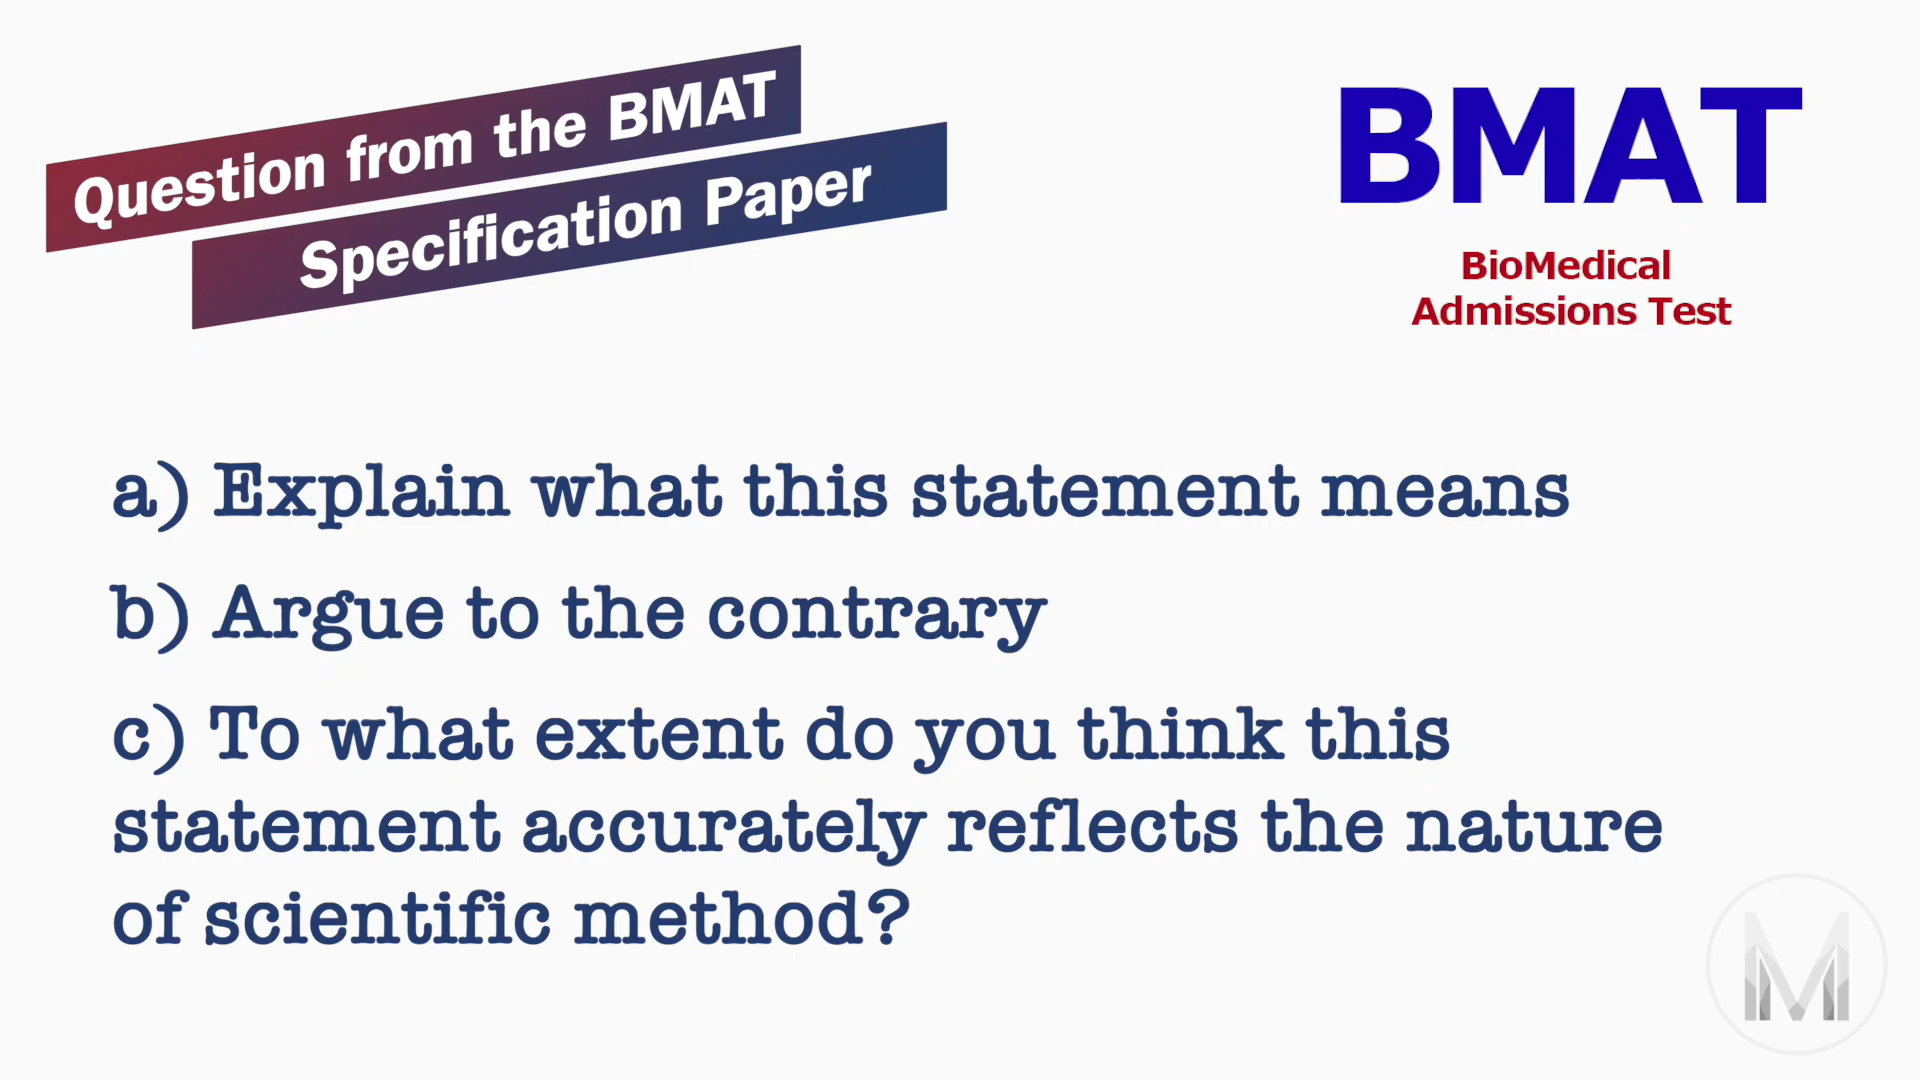 Question from the BMAT
Specification Paper
BMAT
BioMedical
Admissions Test
a) Explain what this statement means
b) Argue to the contrary
c) To what extent do you think this
statement accurately reflects the nature
of scientific method?
M